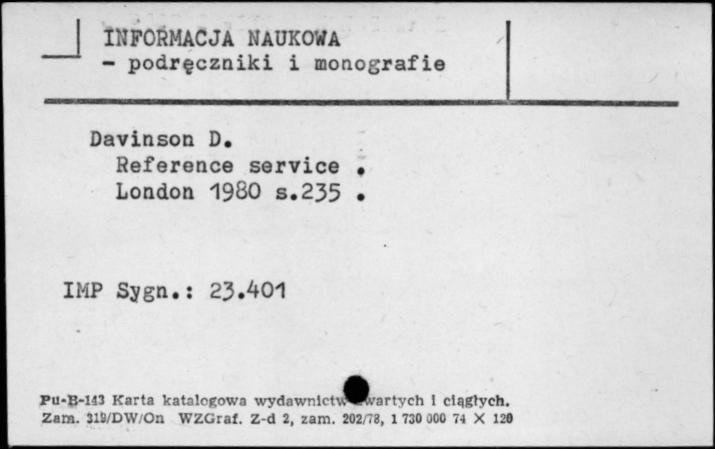 INFORMACJA NAUKOWA
- podręczniki i monografie
Davinson D.
Reference service .
London 1980 s.235 .
IMP Sygn.: 23.401
Pu-B-143 Karta katalogowa wydawnictw zwartych i ciągłych.
Zam. 319/DW/On WZGraf. Z-d 2, zam. 202/78, 1 730 000 74 X 120